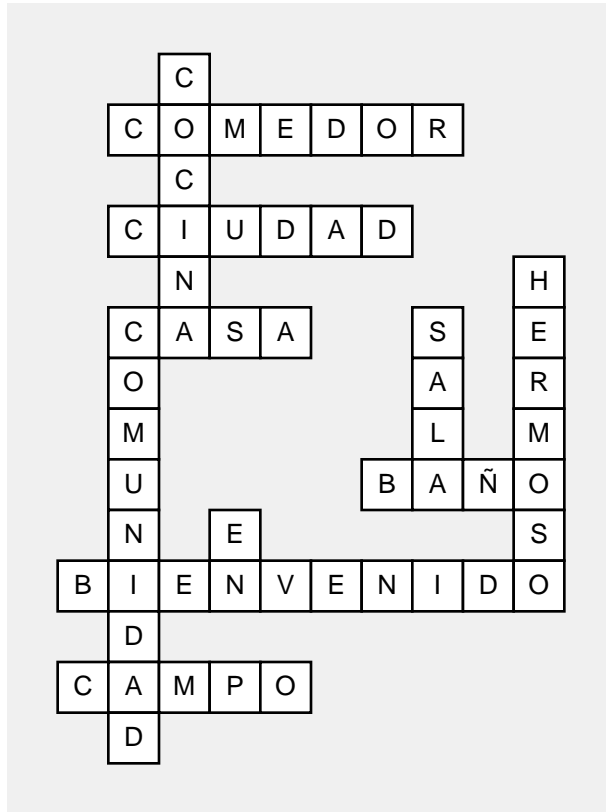 C
COMEDOR
C
CIUDAD
N H
CASA S E
O A R
M L M
U BAÑO
N E S
BIENVENIDO
D
CAMPO
D